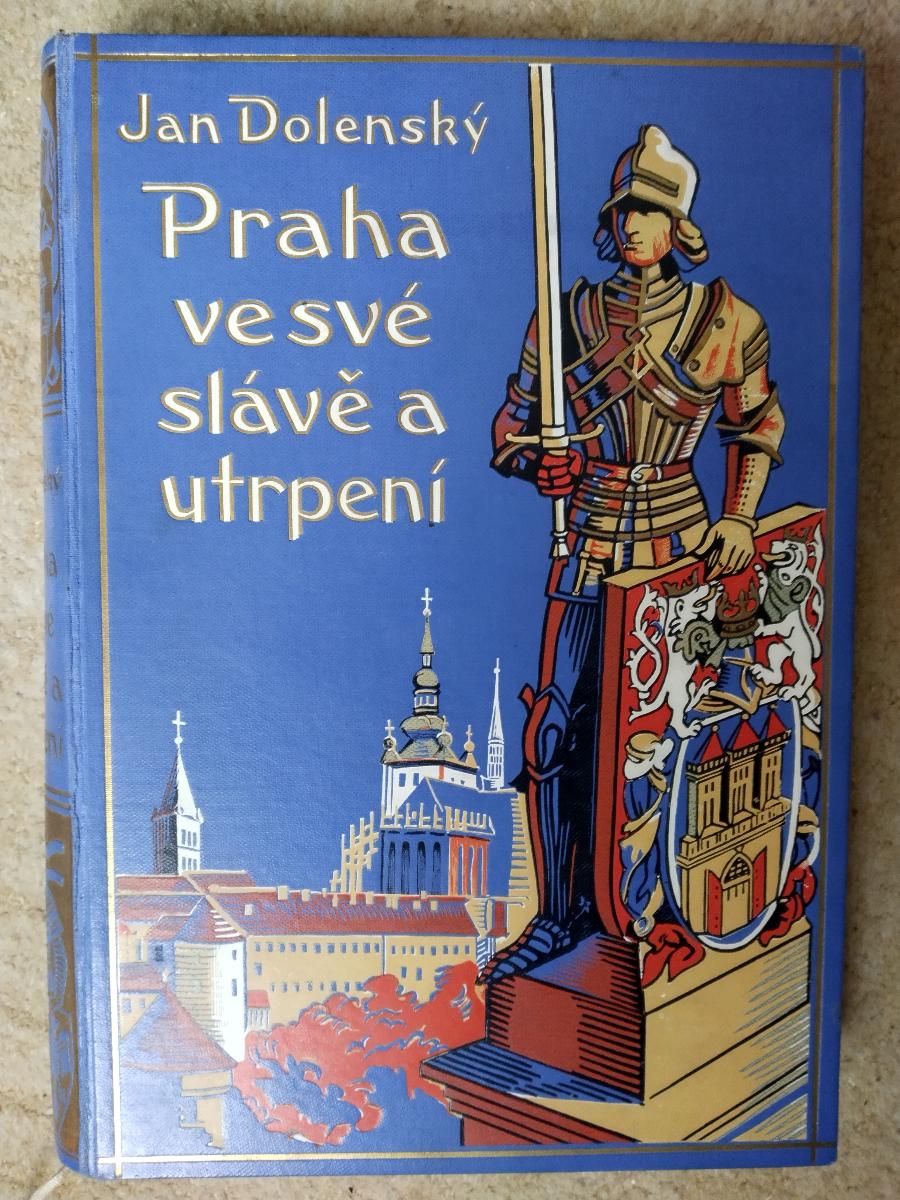 Jan Dolenský
Praha
ve své
slávě a
utrpení